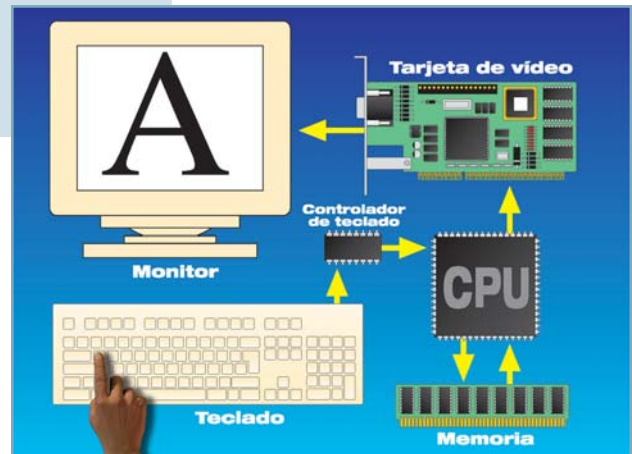 A
Tarjeta de vídeo
Controlador
de teclado
CPU
Monitor
Teclado
Memoria